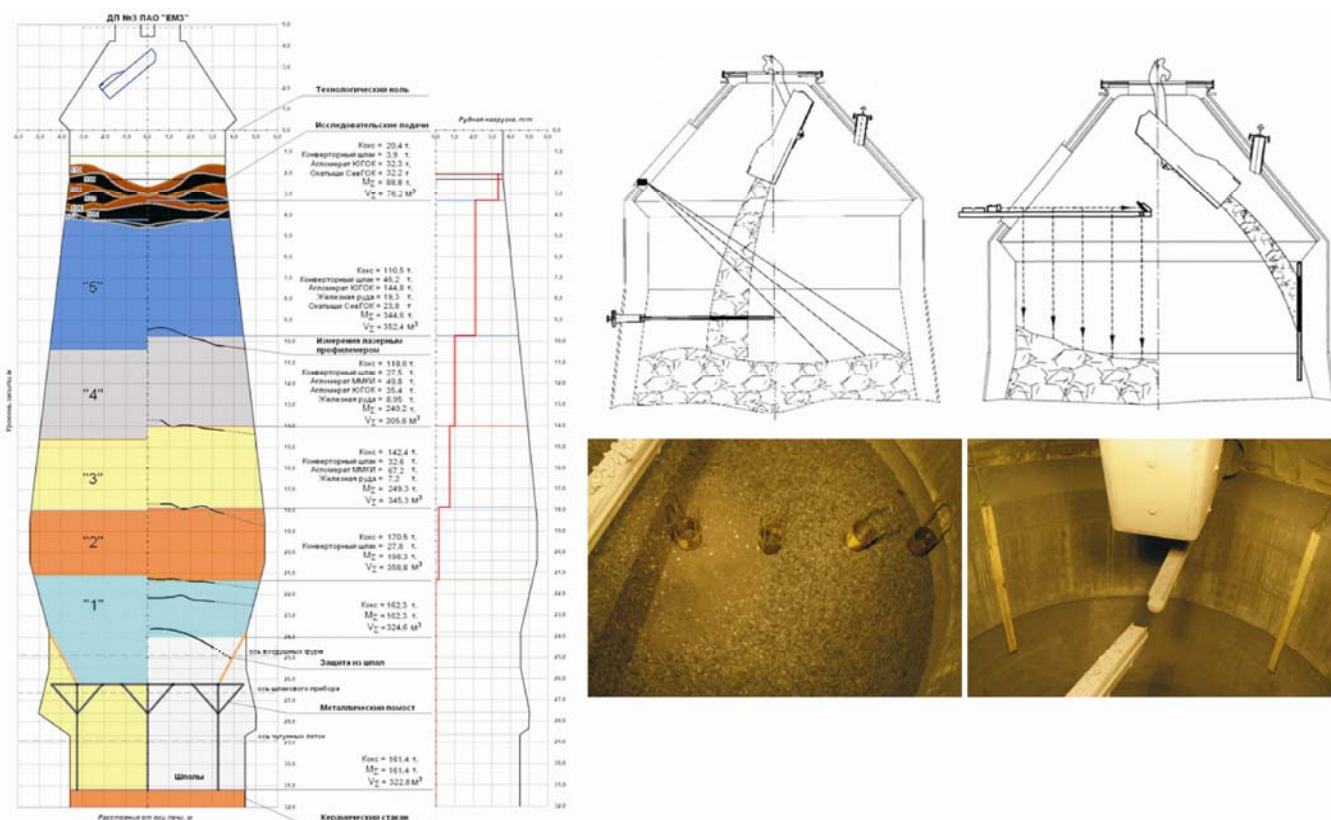 ДП №3 ПАО "ЕМЗ"
Технологический ноль
Рудная нагрузка, т/т
Исследовательские подачи
Кокс = 20,4 т.
Конверторный шлак = 3,9 т.
Агломерат ЮГОК = 32,3 т.
Окатыши СевГОК = 32,2 т
MΣ = 88,8 т.
VΣ = 76,2 м³
"5"
Кокс = 110,5 т.
Конверторный шлак = 46,2 т.
Агломерат ЮГОК = 144,8 т.
Железная руда = 19,3 т.
Окатыши СевГОК = 23,8 т
MΣ = 344,6 т.
VΣ = 352,4 м³
Измерения лазерным
профилемером
"4"
Кокс = 118,6 т.
Конверторный шлак = 27,5 т.
Агломерат ММКИ = 49,8 т.
Агломерат ЮГОК = 35,4 т.
Железная руда = 8,95 т.
MΣ = 240,2 т.
VΣ = 305,6 м³
Уровень засыпи, м
"3"
Кокс = 142,4 т.
Конверторный шлак = 32,6 т.
Агломерат ММКИ = 67,2 т.
Железная руда = 7,2 т.
MΣ = 249,3 т.
VΣ = 345,3 м³
"2"
Кокс = 170,5 т.
Конверторный шлак = 27,8 т.
MΣ = 198,3 т.
VΣ = 358,8 м³
"1"
Кокс = 162,3 т.
MΣ = 162,3 т.
VΣ = 324,6 м³
ось воздушных фурм
Защита из шпал
ось шлакового прибора
Металлический помост
ось чугунных леток
Кокс = 161,4 т.
MΣ = 161,4 т.
VΣ = 322,8 м³
Шпалы
Расстояние от оси печи, м
Керамический стакан